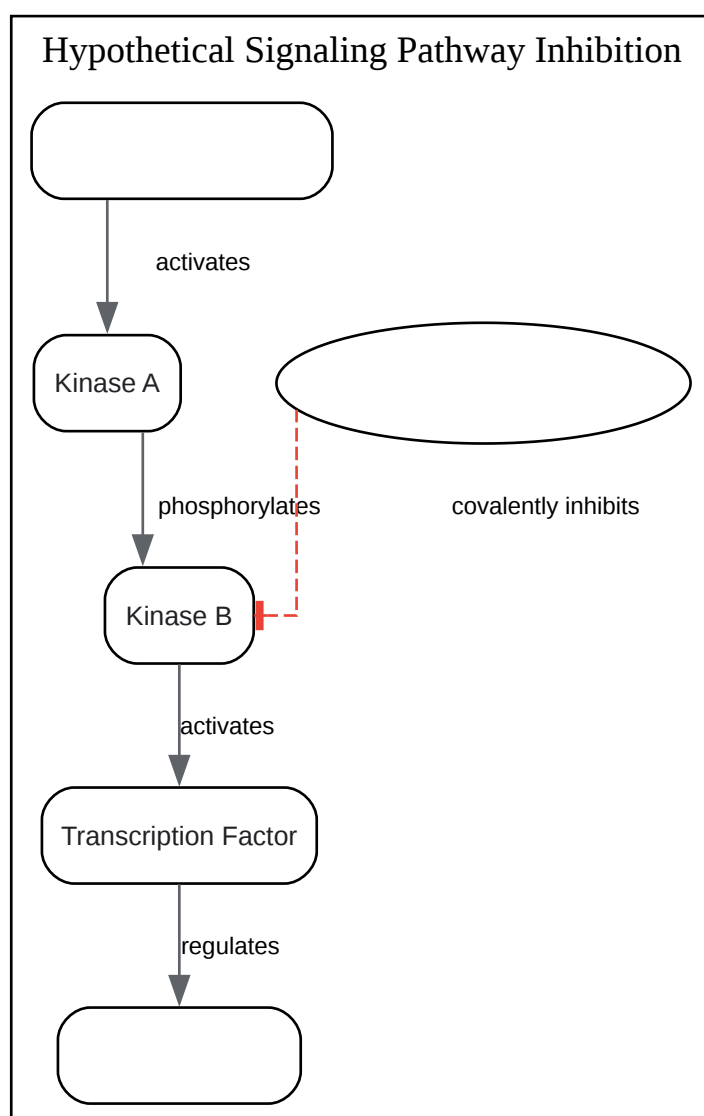 Hypothetical Signaling Pathway Inhibition
activates
Kinase A
phosphorylates
covalently inhibits
Kinase B
activates
Transcription Factor
regulates